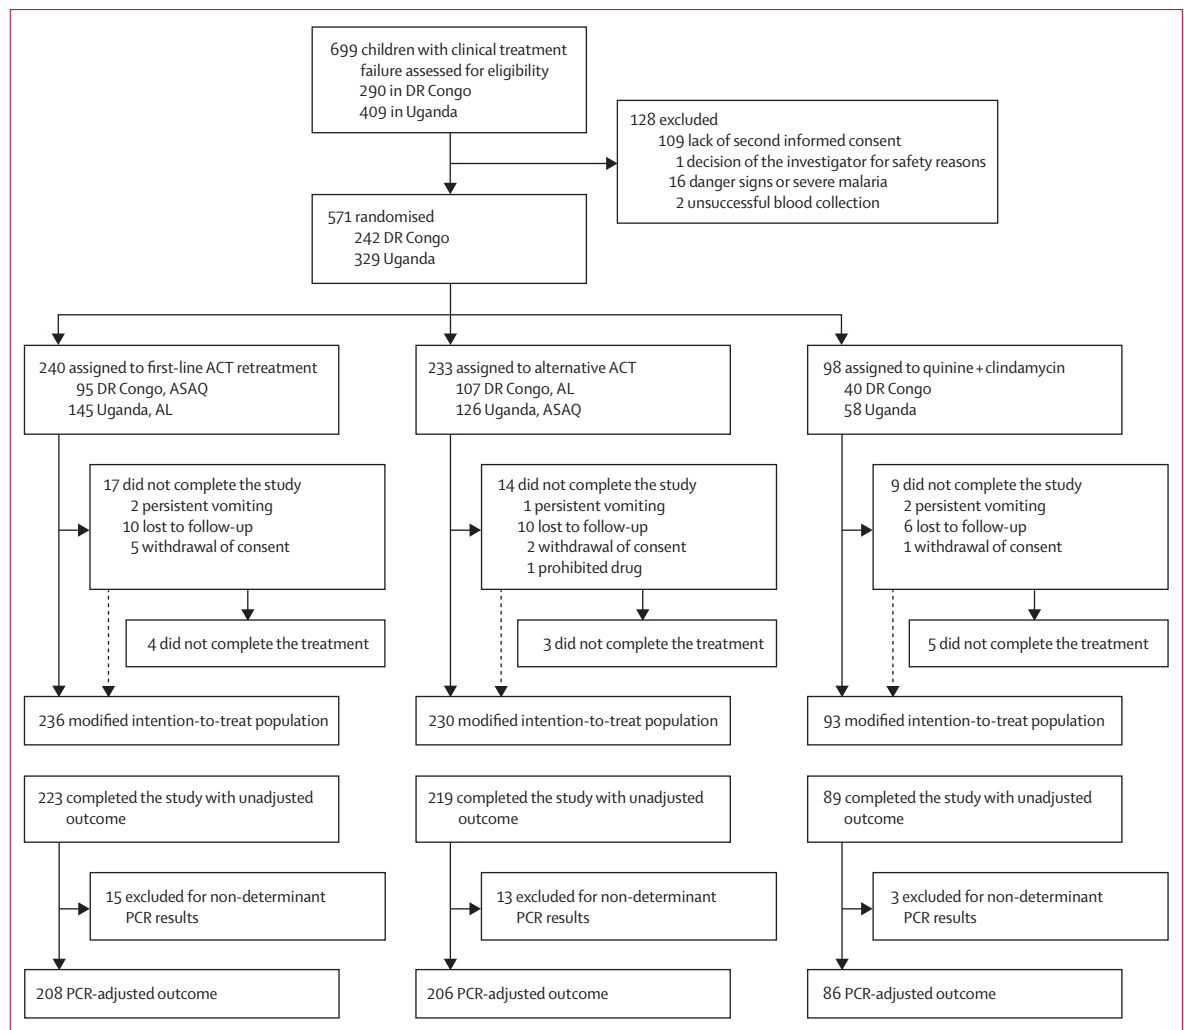 699 children with clinical treatment
failure assessed for eligibility
290 in DR Congo
409 in Uganda
128 excluded
109 lack of second informed consent
1 decision of the investigator for safety reasons
16 danger signs or severe malaria
2 unsuccessful blood collection
571 randomised
242 DR Congo
329 Uganda
240 assigned to first-line ACT retreatment
95 DR Congo, ASAQ
145 Uganda, AL
233 assigned to alternative ACT
107 DR Congo, AL
126 Uganda, ASAQ
98 assigned to quinine + clindamycin
40 DR Congo
58 Uganda
17 did not complete the study
2 persistent vomiting
10 lost to follow-up
5 withdrawal of consent
14 did not complete the study
1 persistent vomiting
10 lost to follow-up
2 withdrawal of consent
1 prohibited drug
9 did not complete the study
2 persistent vomiting
6 lost to follow-up
1 withdrawal of consent
4 did not complete the treatment
3 did not complete the treatment
5 did not complete the treatment
236 modified intention-to-treat population
230 modified intention-to-treat population
93 modified intention-to-treat population
223 completed the study with unadjusted
outcome
219 completed the study with unadjusted
outcome
89 completed the study with unadjusted
outcome
15 excluded for non-determinant
PCR results
13 excluded for non-determinant
PCR results
3 excluded for non-determinant
PCR results
208 PCR-adjusted outcome
206 PCR-adjusted outcome
86 PCR-adjusted outcome